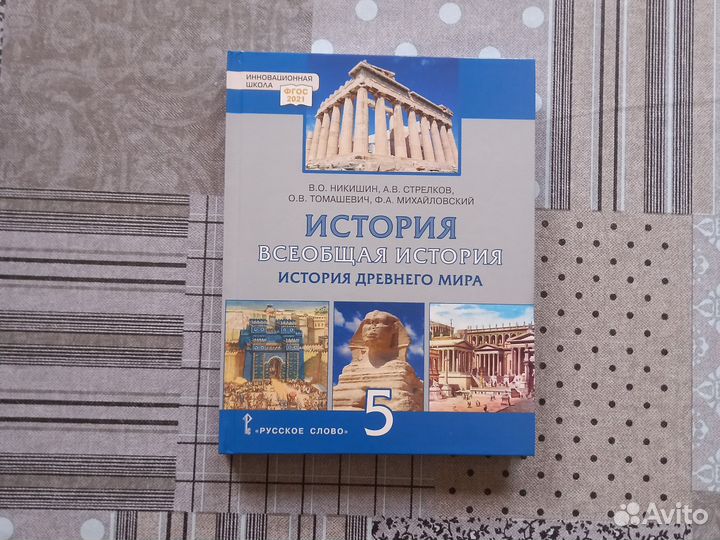 ИННОВАЦИОННАЯ
ШКОЛА
ФГОС
2021
В.О. НИКИШИН, А.В. СТРЕЛКОВ,
О.В. ТОМАШЕВИЧ, Ф.А. МИХАЙЛОВСКИЙ
ИСТОРИЯ
ВСЕОБЩАЯ ИСТОРИЯ
ИСТОРИЯ ДРЕВНЕГО МИРА
5
«РУССКОЕ СЛОВО»
Avito